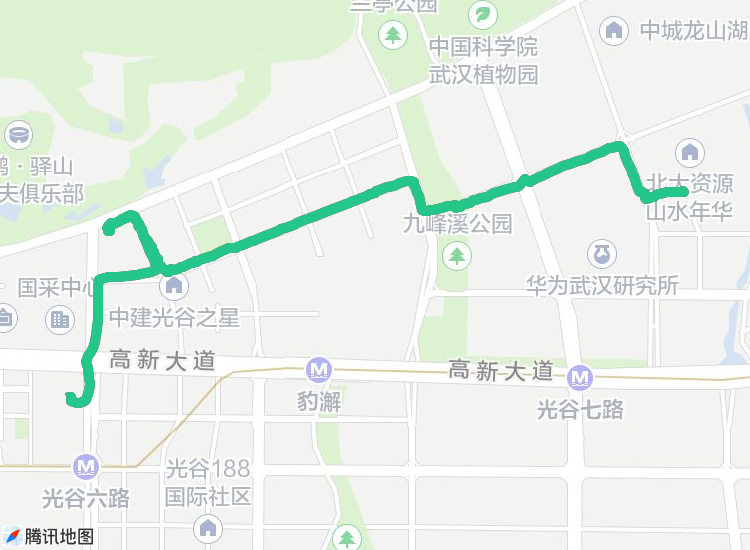 兰亭公园
中国科学院
武汉植物园
中城龙山湖
鹏·驿山
夫俱乐部
北大资源
山水年华
九峰溪公园
国采中心
华为武汉研究所
中建光谷之星
高新大道
高新大道
豹澥
光谷七路
光谷188
国际社区
光谷六路
腾讯地图